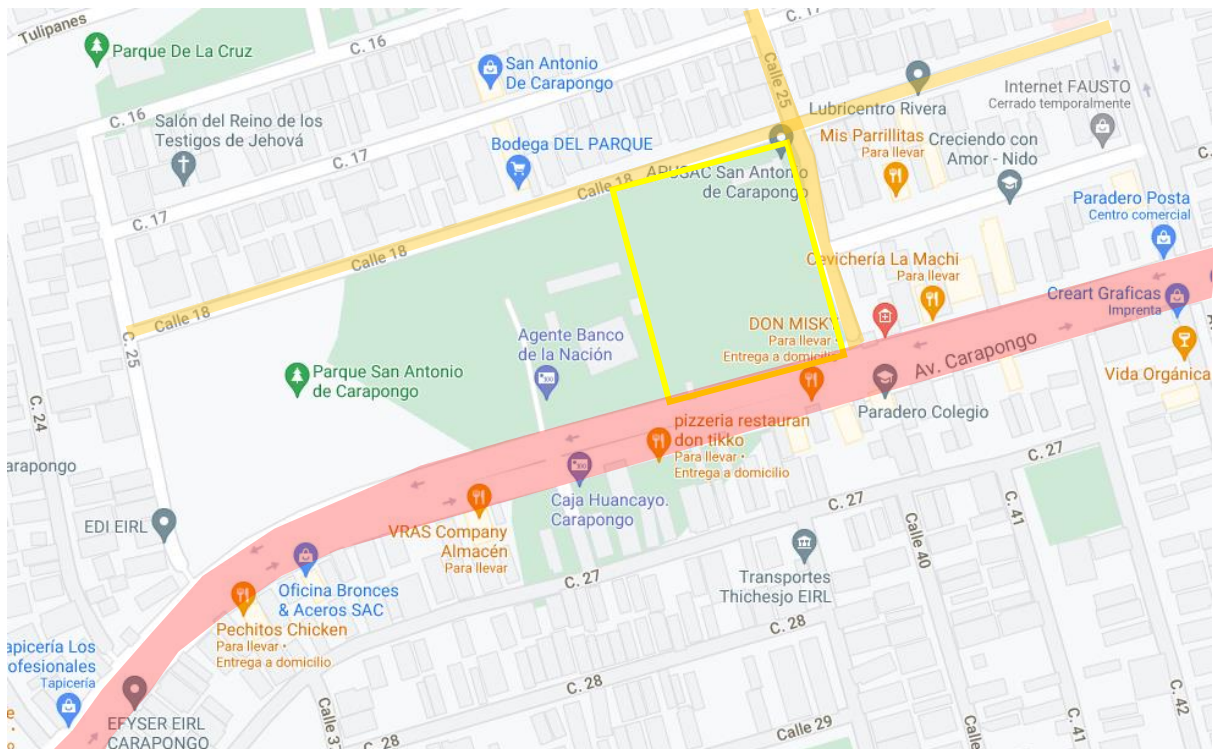 Tulipanes
C. 16
C. 17
Parque De La Cruz
San Antonio
De Carapongo
Calle 25
Internet FAUSTO
Cerrado temporalmente
Lubricentro Rivera
C. 16
Salón del Reino de los
Testigos de Jehová
C. 17
Bodega DEL PARQUE
Mis Parrillitas
Para llevar
Creciendo con
Amor - Nido
APUSAC San Antonio
de Carapongo
Calle 18
C. 17
Paradero Posta
Centro comercial
Calle 18
Cevichería La Machi
Para llevar
Creart Graficas
Imprenta
Calle 18
C. 25
Agente Banco
de la Nación
DON MISKY
Para llevar ·
Entrega a domicilio
Av. Carapongo
Vida Orgánica
Parque San Antonio
de Carapongo
C. 24
Paradero Colegio
pizzeria restauran
don tikko
Para llevar ·
Entrega a domicilio
C. 27
arapongo
Caja Huancayo.
Carapongo
C. 27
C. 41
EDI EIRL
VRAS Company
Almacén
Para llevar
Calle 40
C. 27
Transportes
Thichesjo EIRL
Oficina Bronces
& Aceros SAC
Pechitos Chicken
Para llevar ·
Entrega a domicilio
C. 28
apicería Los
ofesionales
Tapicería
C. 28
C. 42
EFYSER EIRL
CARAPONGO
Calle 37
C. 28
Calle 29
Calle
C. 41